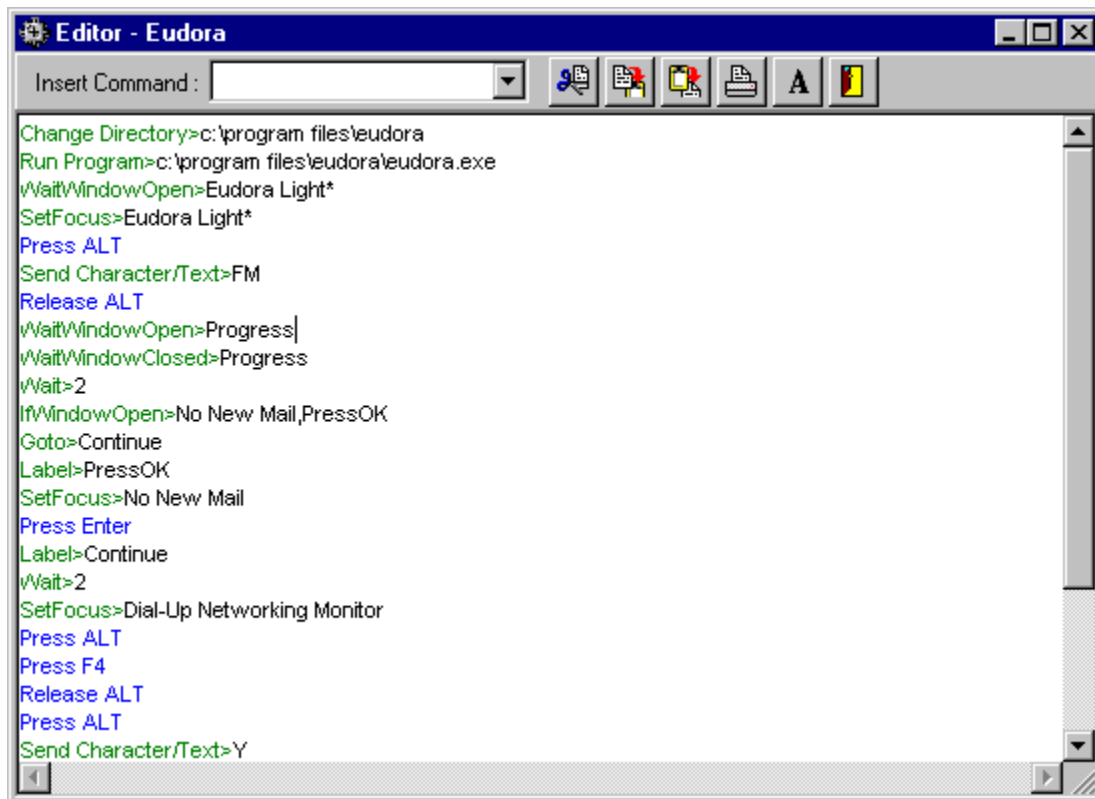 Editor - Eudora
Insert Command :
A
Change Directory>c:\program files\eudora
Run Program>c:\program files\eudora\eudora.exe
WaitWindowOpen>Eudora Light*
SetFocus>Eudora Light*
Press ALT
Send Character/Text>FM
Release ALT
WaitWindowOpen>Progress
WaitWindowClosed>Progress
Wait>2
IfWindowOpen>No New Mail,PressOK
Goto>Continue
Label>PressOK
SetFocus>No New Mail
Press Enter
Label>Continue
Wait>2
SetFocus>Dial-Up Networking Monitor
Press ALT
Press F4
Release ALT
Press ALT
Send Character/Text>Y